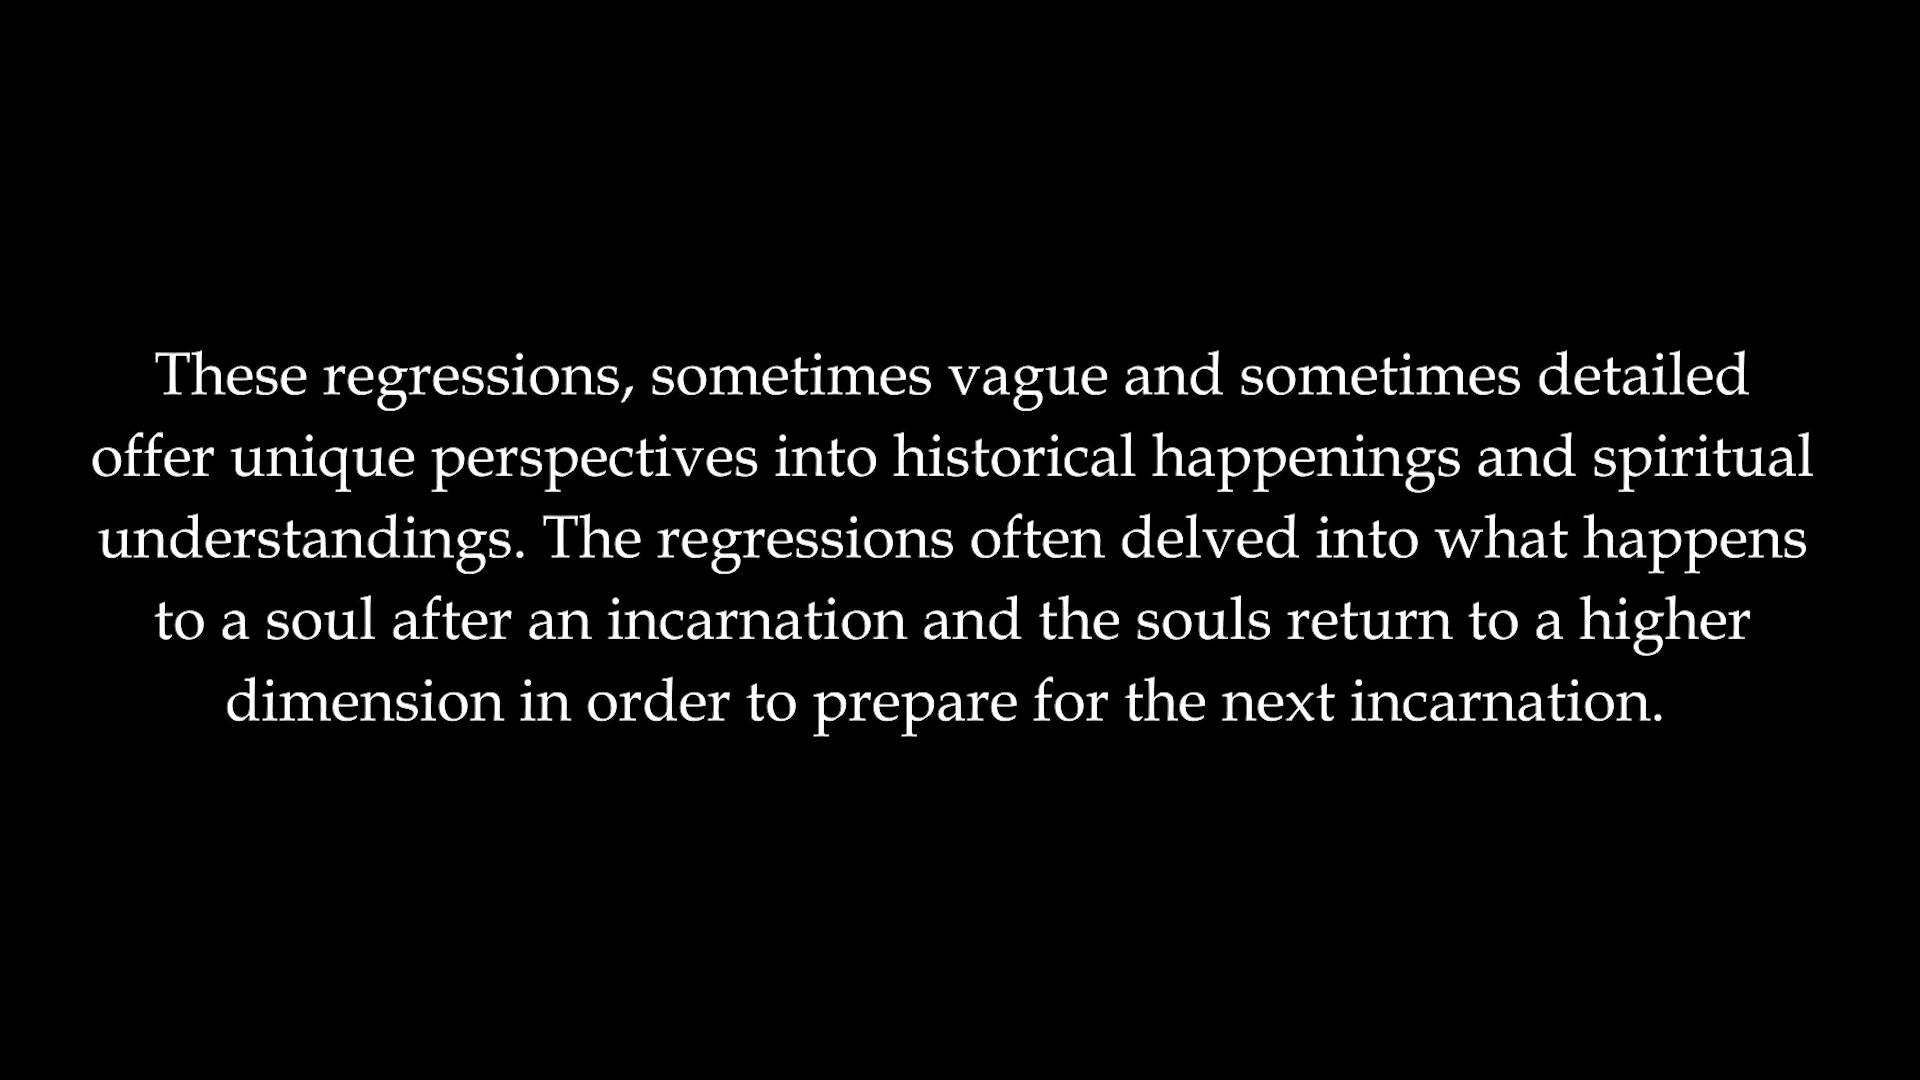 These regressions, sometimes vague and sometimes detailed
offer unique perspectives into historical happenings and spiritual
understandings. The regressions often delved into what happens
to a soul after an incarnation and the souls return to a higher
dimension in order to prepare for the next incarnation.